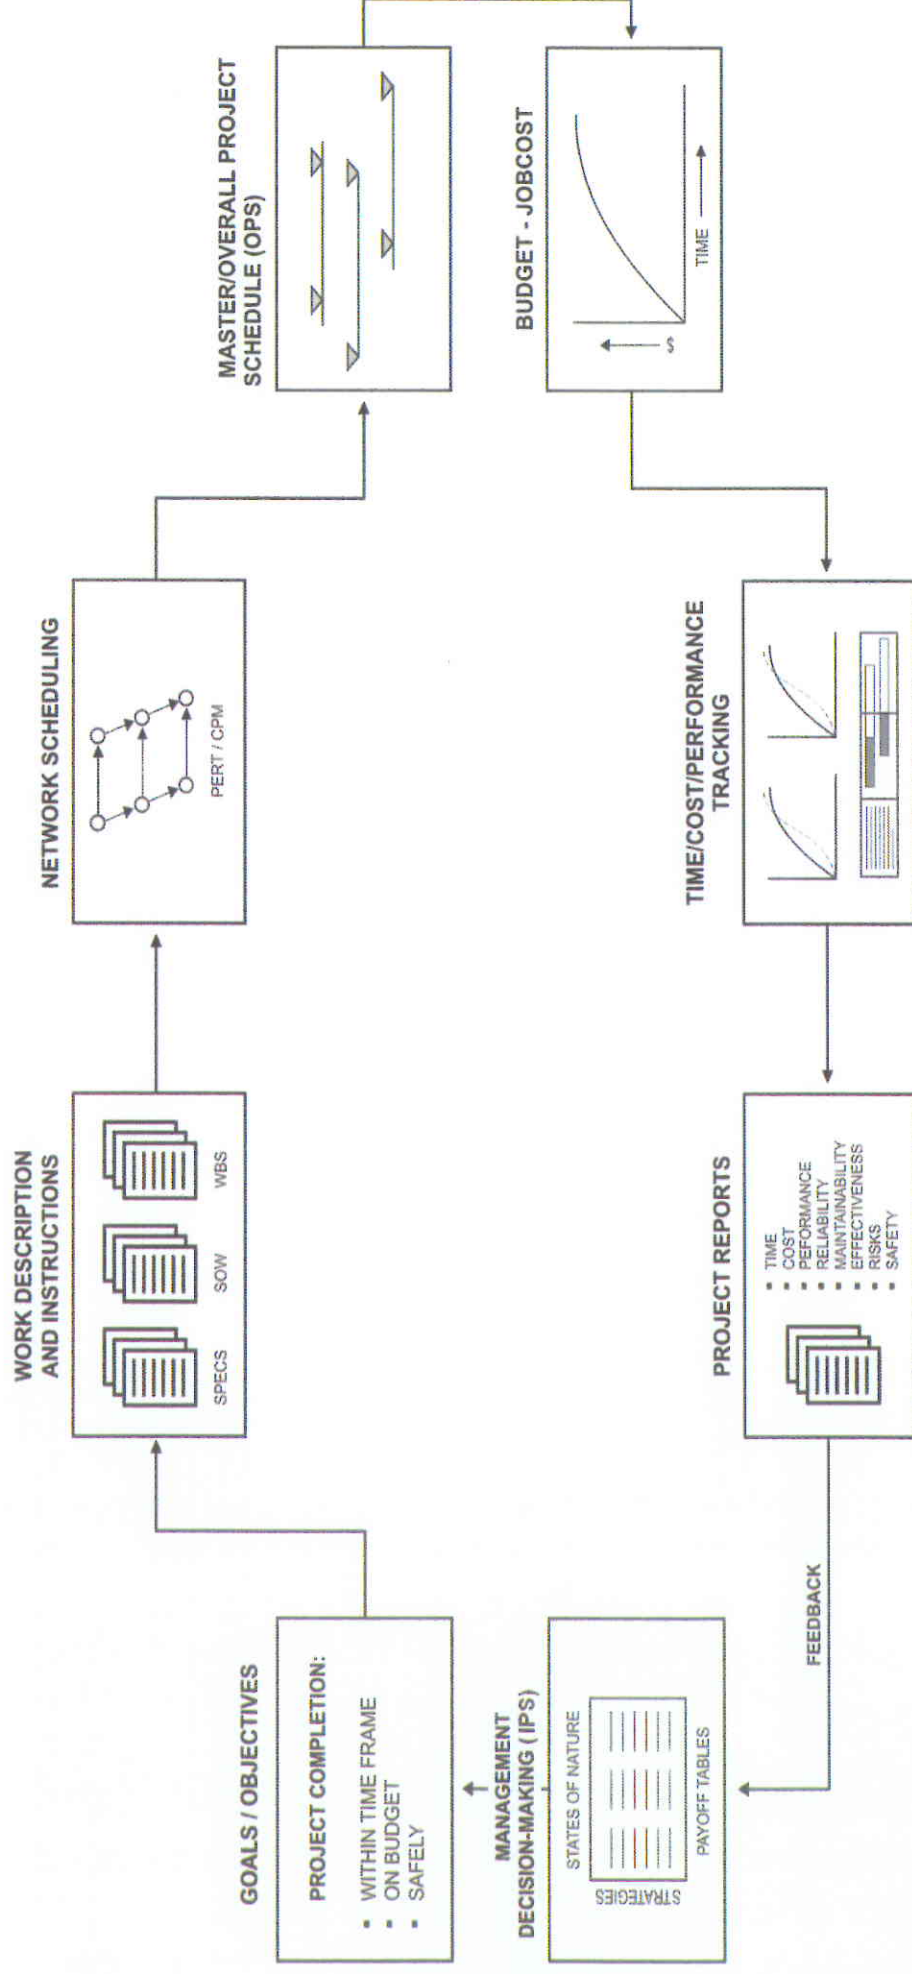 GOALS / OBJECTIVES
PROJECT COMPLETION:
▪ WITHIN TIME FRAME
▪ ON BUDGET
▪ SAFELY
WORK DESCRIPTION
AND INSTRUCTIONS
SPECS
SOW
WBS
NETWORK SCHEDULING
PERT / CPM
MASTER/OVERALL PROJECT
SCHEDULE (OPS)
BUDGET - JOBCOST
$
TIME
TIME/COST/PERFORMANCE
TRACKING
PROJECT REPORTS
▪ TIME
▪ COST
▪ PEFORMANCE
▪ RELIABILITY
▪ MAINTAINABILITY
▪ EFFECTIVENESS
▪ RISKS
▪ SAFETY
FEEDBACK
MANAGEMENT
DECISION-MAKING (IPS)
STATES OF NATURE
STRATEGIES
PAYOFF TABLES